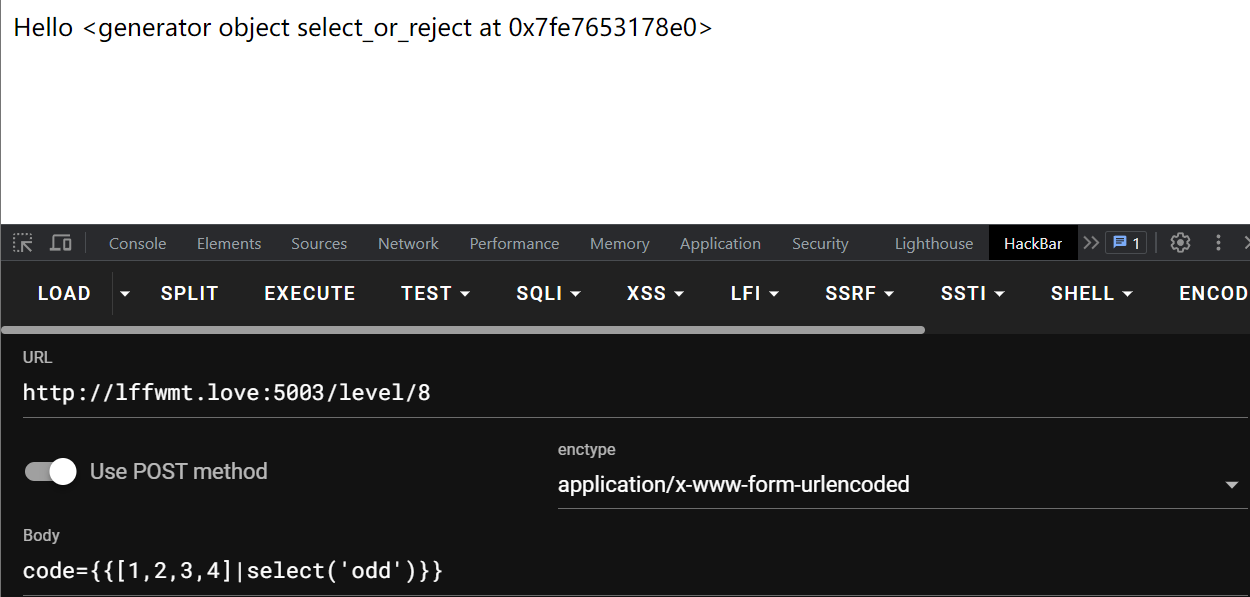 Hello <generator object select_or_reject at 0x7fe7653178e0>
Console Elements Sources Network Performance Memory Application Security Lighthouse HackBar 1
LOAD SPLIT EXECUTE TEST SQLI XSS LFI SSRF SSTI SHELL ENCOD
URL
http://lffwmt.love:5003/level/8
Use POST method
enctype
application/x-www-form-urlencoded
Body
code={{[1,2,3,4]|select('odd')}}